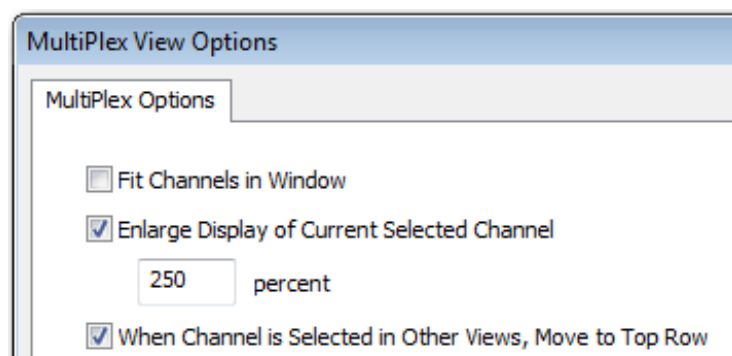 MultiPlex View Options
MultiPlex Options
Fit Channels in Window
Enlarge Display of Current Selected Channel
250 percent
When Channel is Selected in Other Views, Move to Top Row